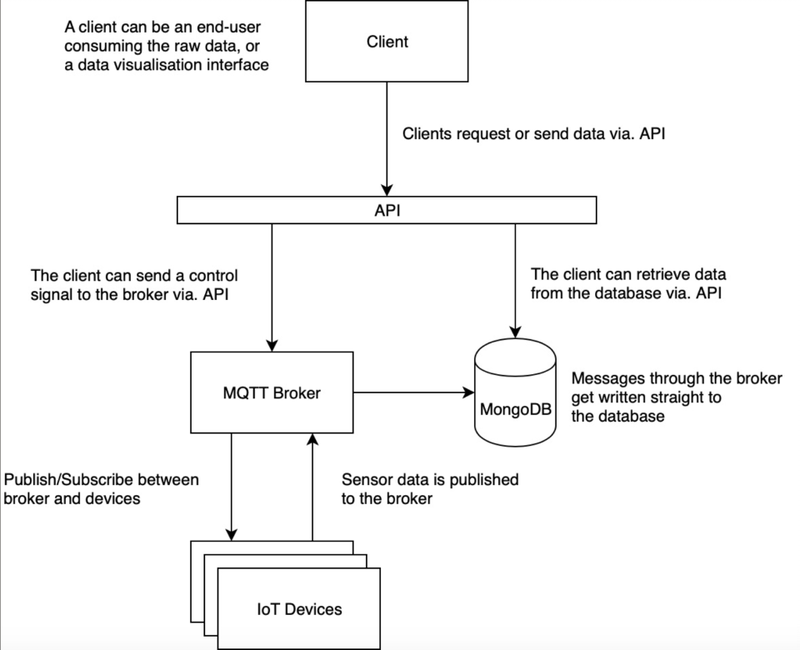 A client can be an end-user
consuming the raw data, or
a data visualisation interface
Client
Clients request or send data via. API
API
The client can send a control
signal to the broker via. API
The client can retrieve data
from the database via. API
MQTT Broker
MongoDB
Messages through the broker
get written straight to
the database
Publish/Subscribe between
broker and devices
Sensor data is published
to the broker
IoT Devices